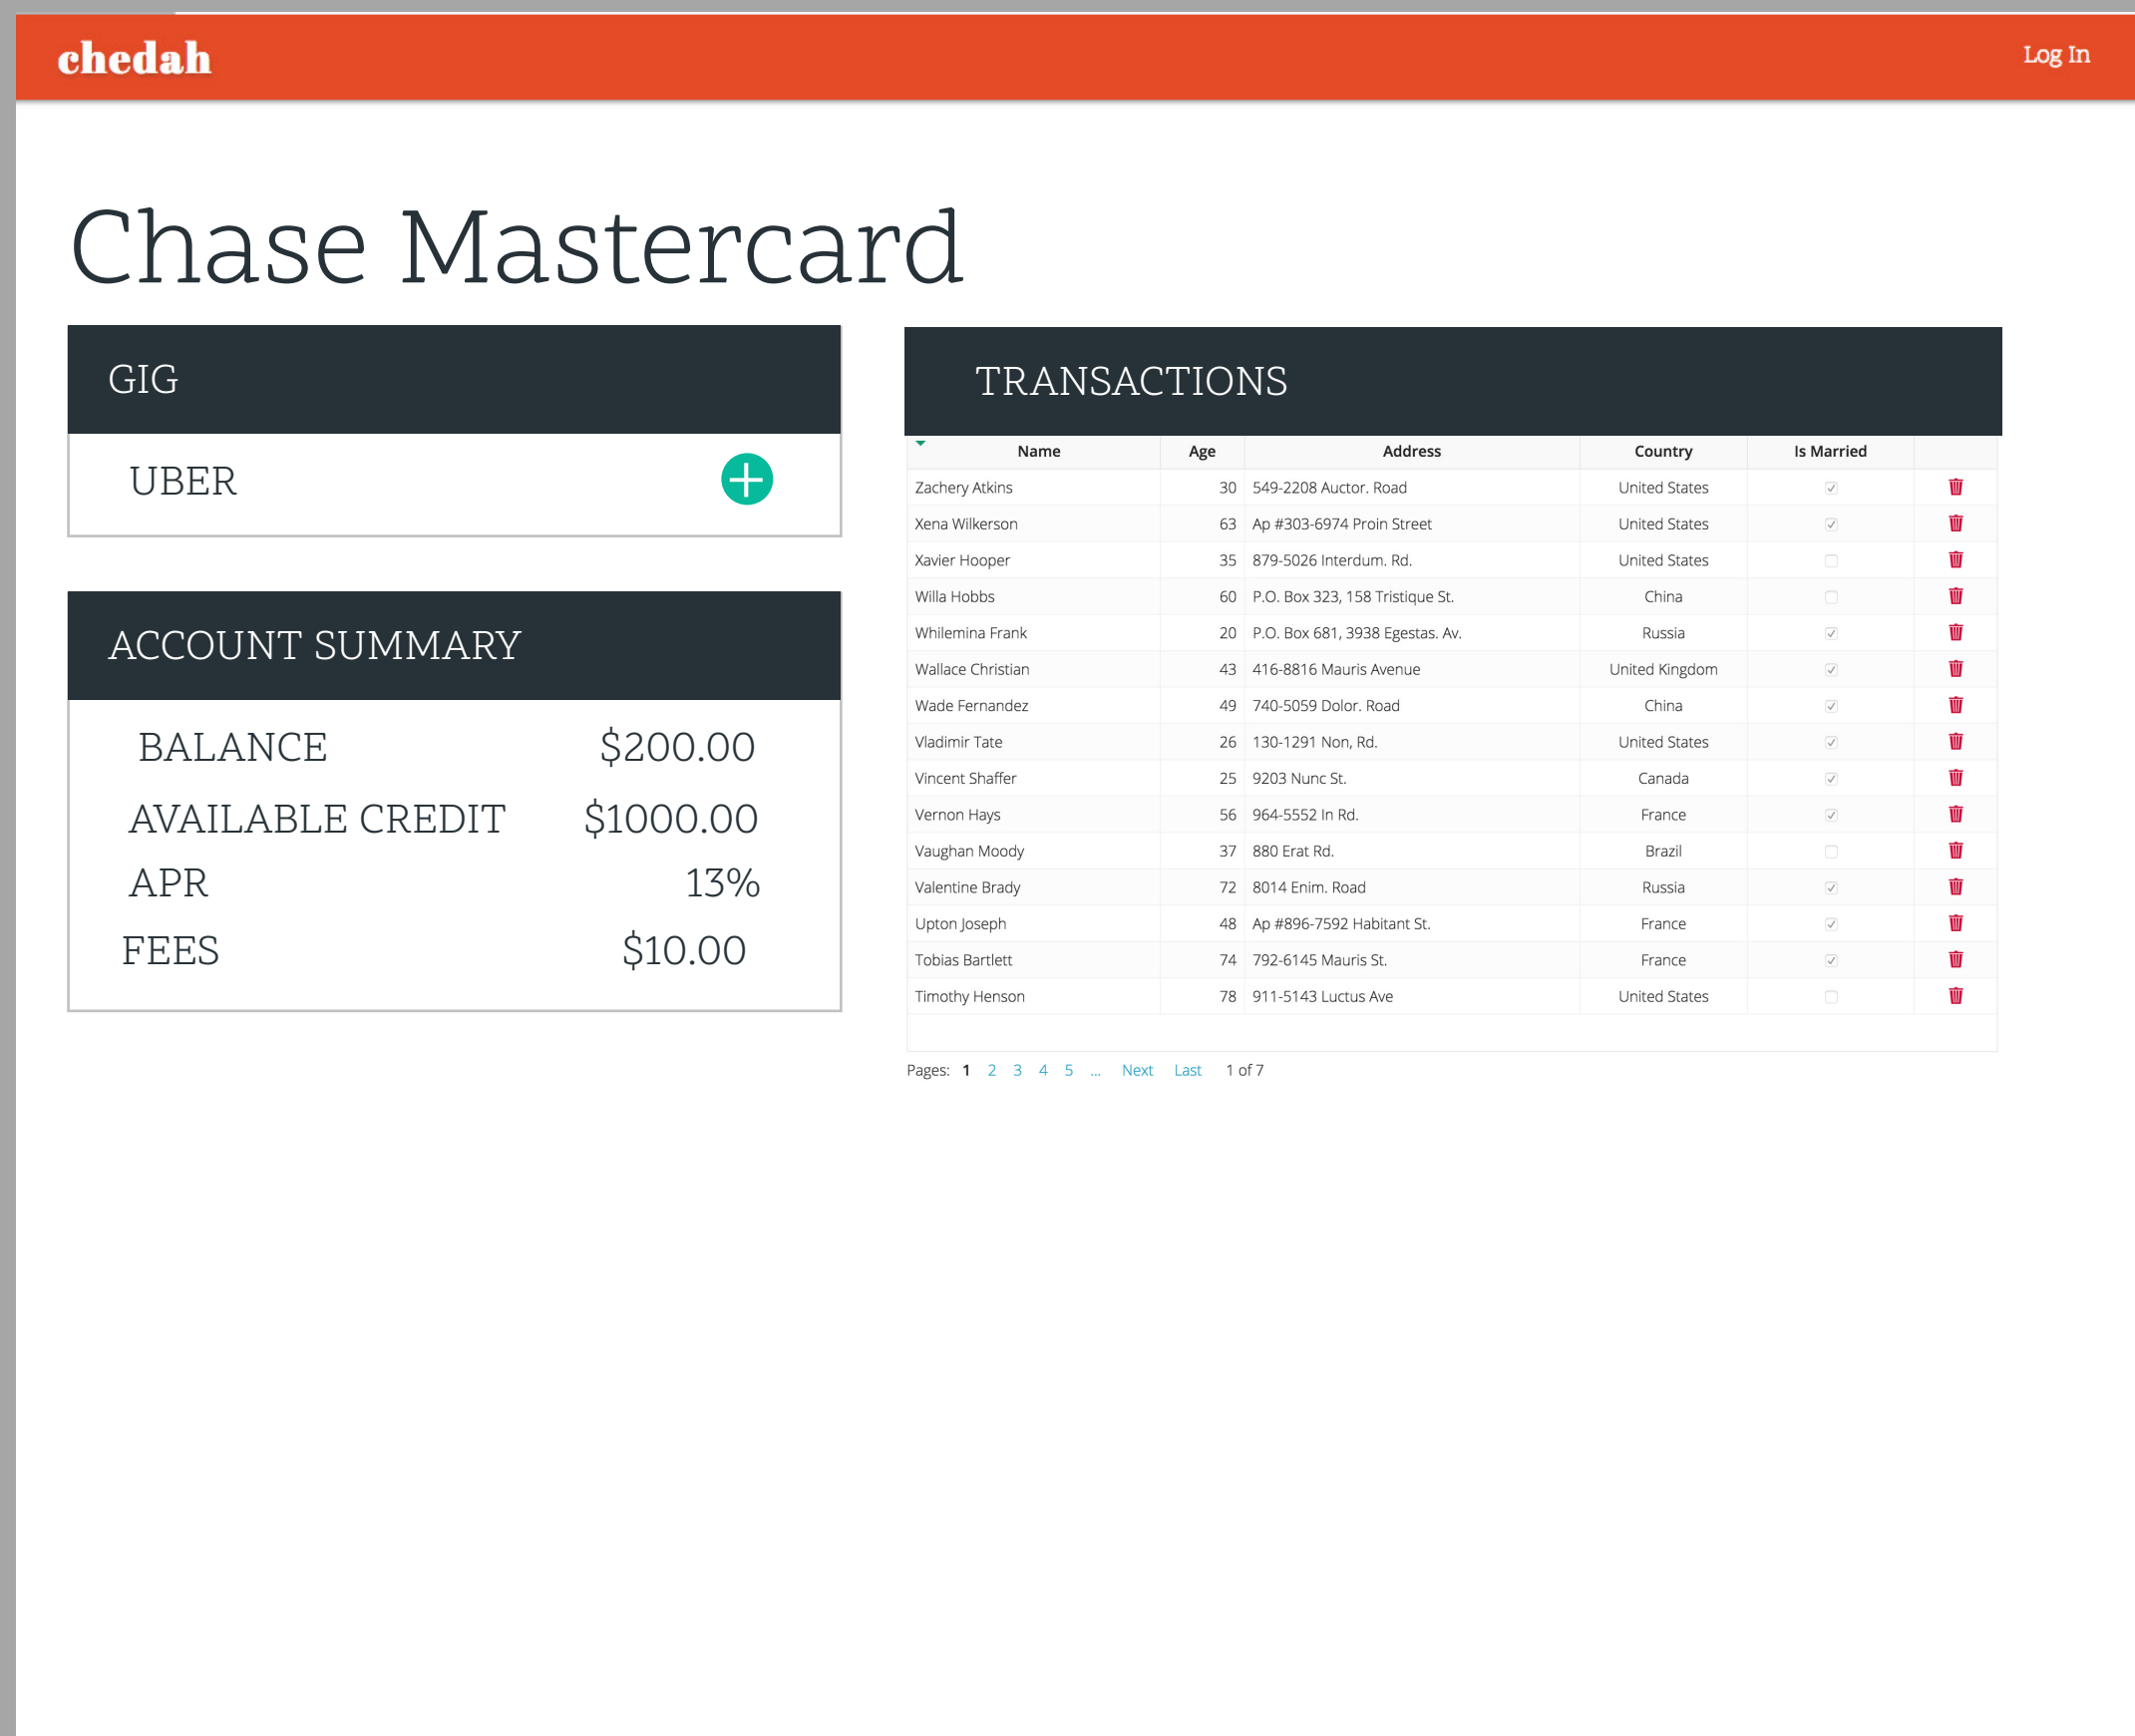 chedah
Log In
Chase Mastercard
GIG
UBER
ACCOUNT SUMMARY
BALANCE $200.00
AVAILABLE CREDIT $1000.00
APR 13%
FEES $10.00
TRANSACTIONS
Name Age Address Country Is Married
Zachery Atkins 30 549-2208 Auctor. Road United States
Xena Wilkerson 63 Ap #303-6974 Proin Street United States
Xavier Hooper 35 879-5026 Interdum. Rd. United States
Willa Hobbs 60 P.O. Box 323, 158 Tristique St. China
Whilemina Frank 20 P.O. Box 681, 3938 Egestas. Av. Russia
Wallace Christian 43 416-8816 Mauris Avenue United Kingdom
Wade Fernandez 49 740-5059 Dolor. Road China
Vladimir Tate 26 130-1291 Non, Rd. United States
Vincent Shaffer 25 9203 Nunc St. Canada
Vernon Hays 56 964-5552 In Rd. France
Vaughan Moody 37 880 Erat Rd. Brazil
Valentine Brady 72 8014 Enim. Road Russia
Upton Joseph 48 Ap #896-7592 Habitant St. France
Tobias Bartlett 74 792-6145 Mauris St. France
Timothy Henson 78 911-5143 Luctus Ave United States
Pages: 1 2 3 4 5 ... Next Last 1 of 7